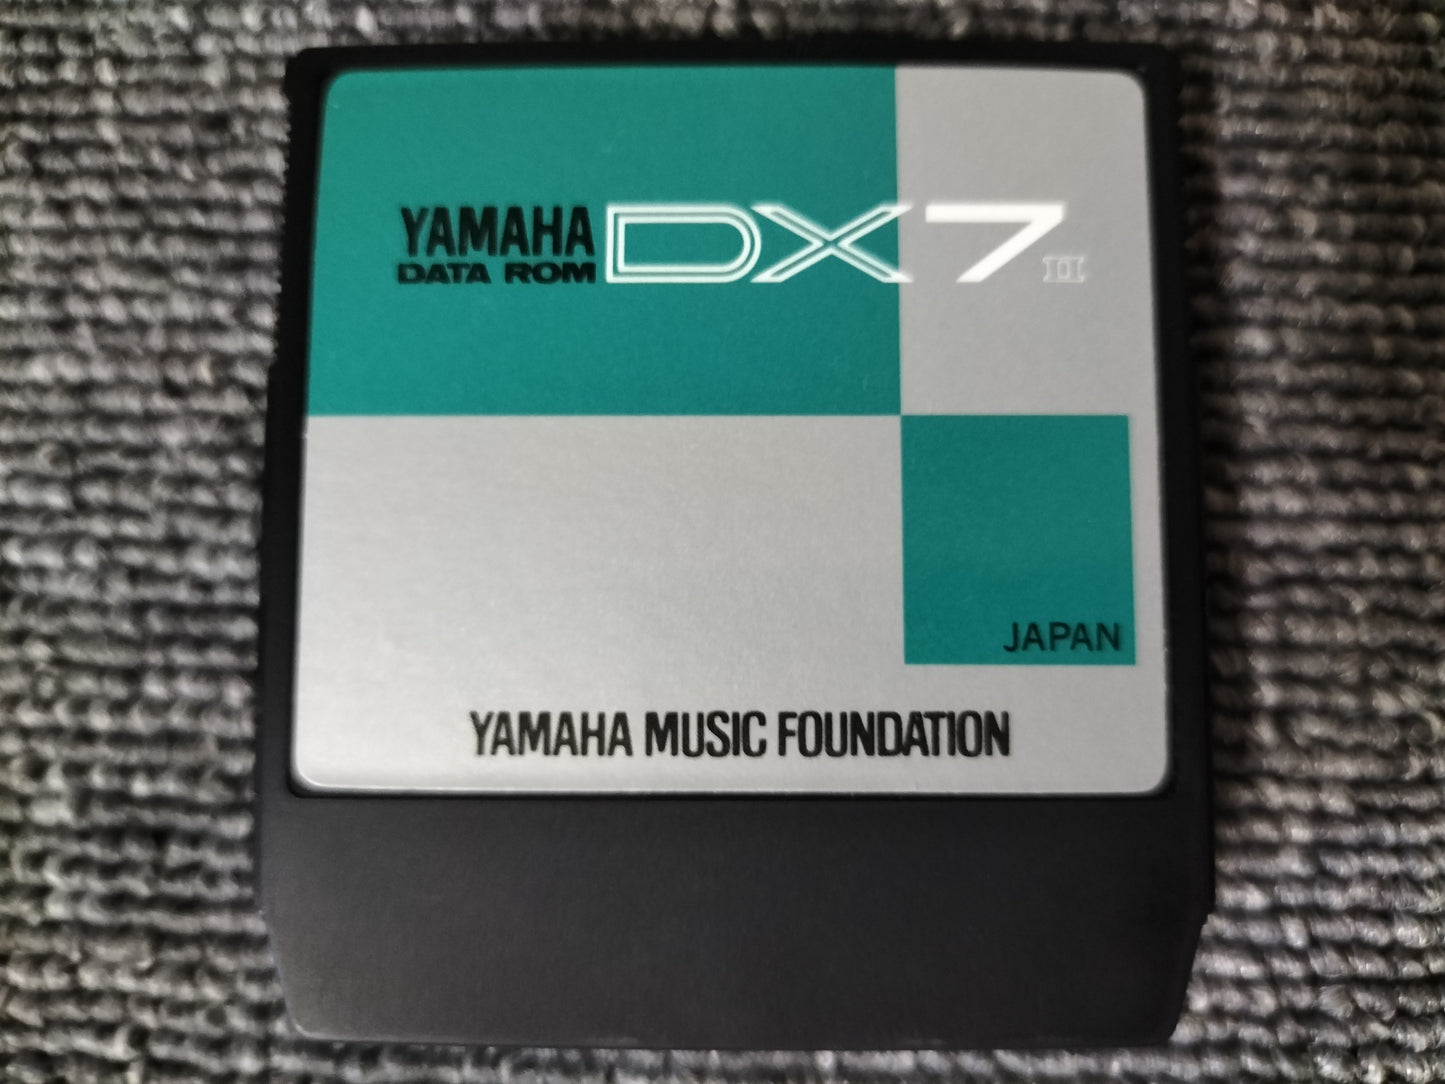 YAMAHA DX7 II
DATA ROM
JAPAN
YAMAHA MUSIC FOUNDATION